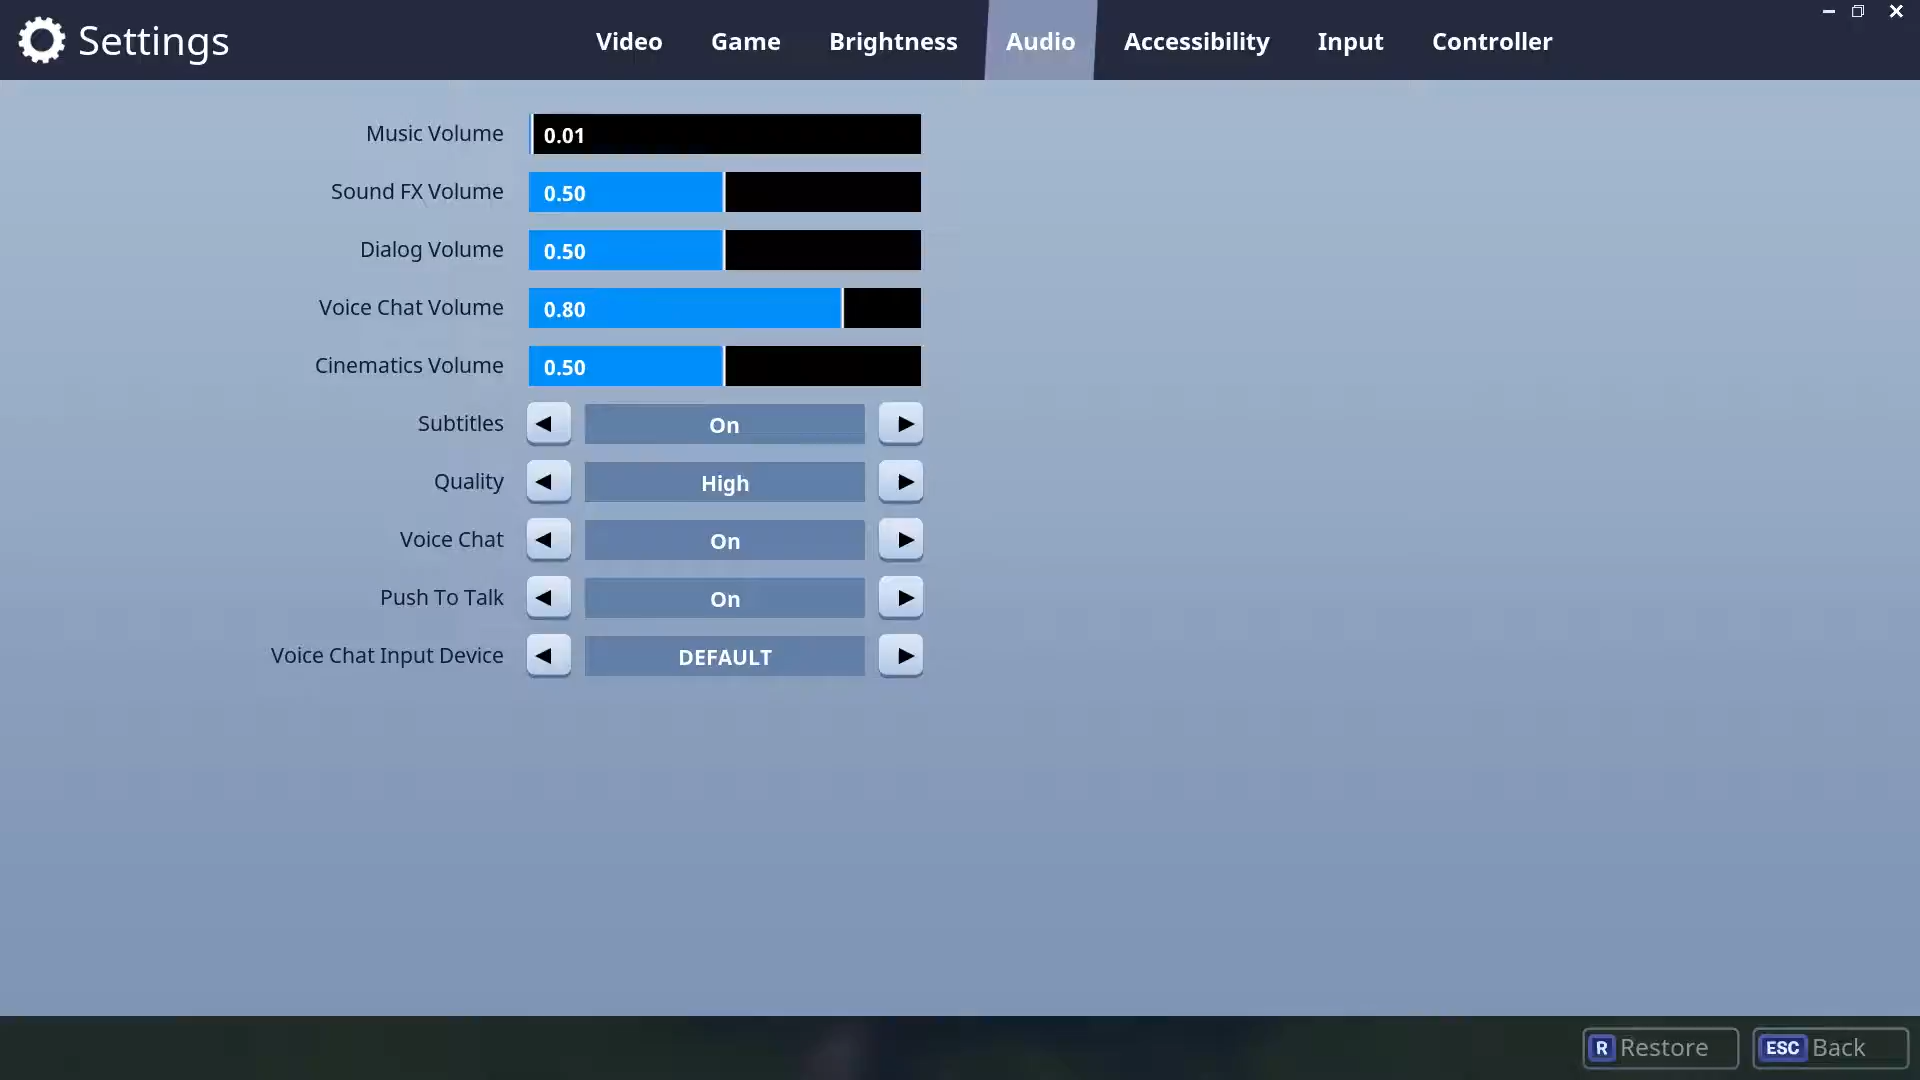 Settings
Video Game Brightness Audio Accessibility Input Controller
Music Volume 0.01
Sound FX Volume 0.50
Dialog Volume 0.50
Voice Chat Volume 0.80
Cinematics Volume 0.50
Subtitles On
Quality High
Voice Chat On
Push To Talk On
Voice Chat Input Device DEFAULT
R Restore ESC Back